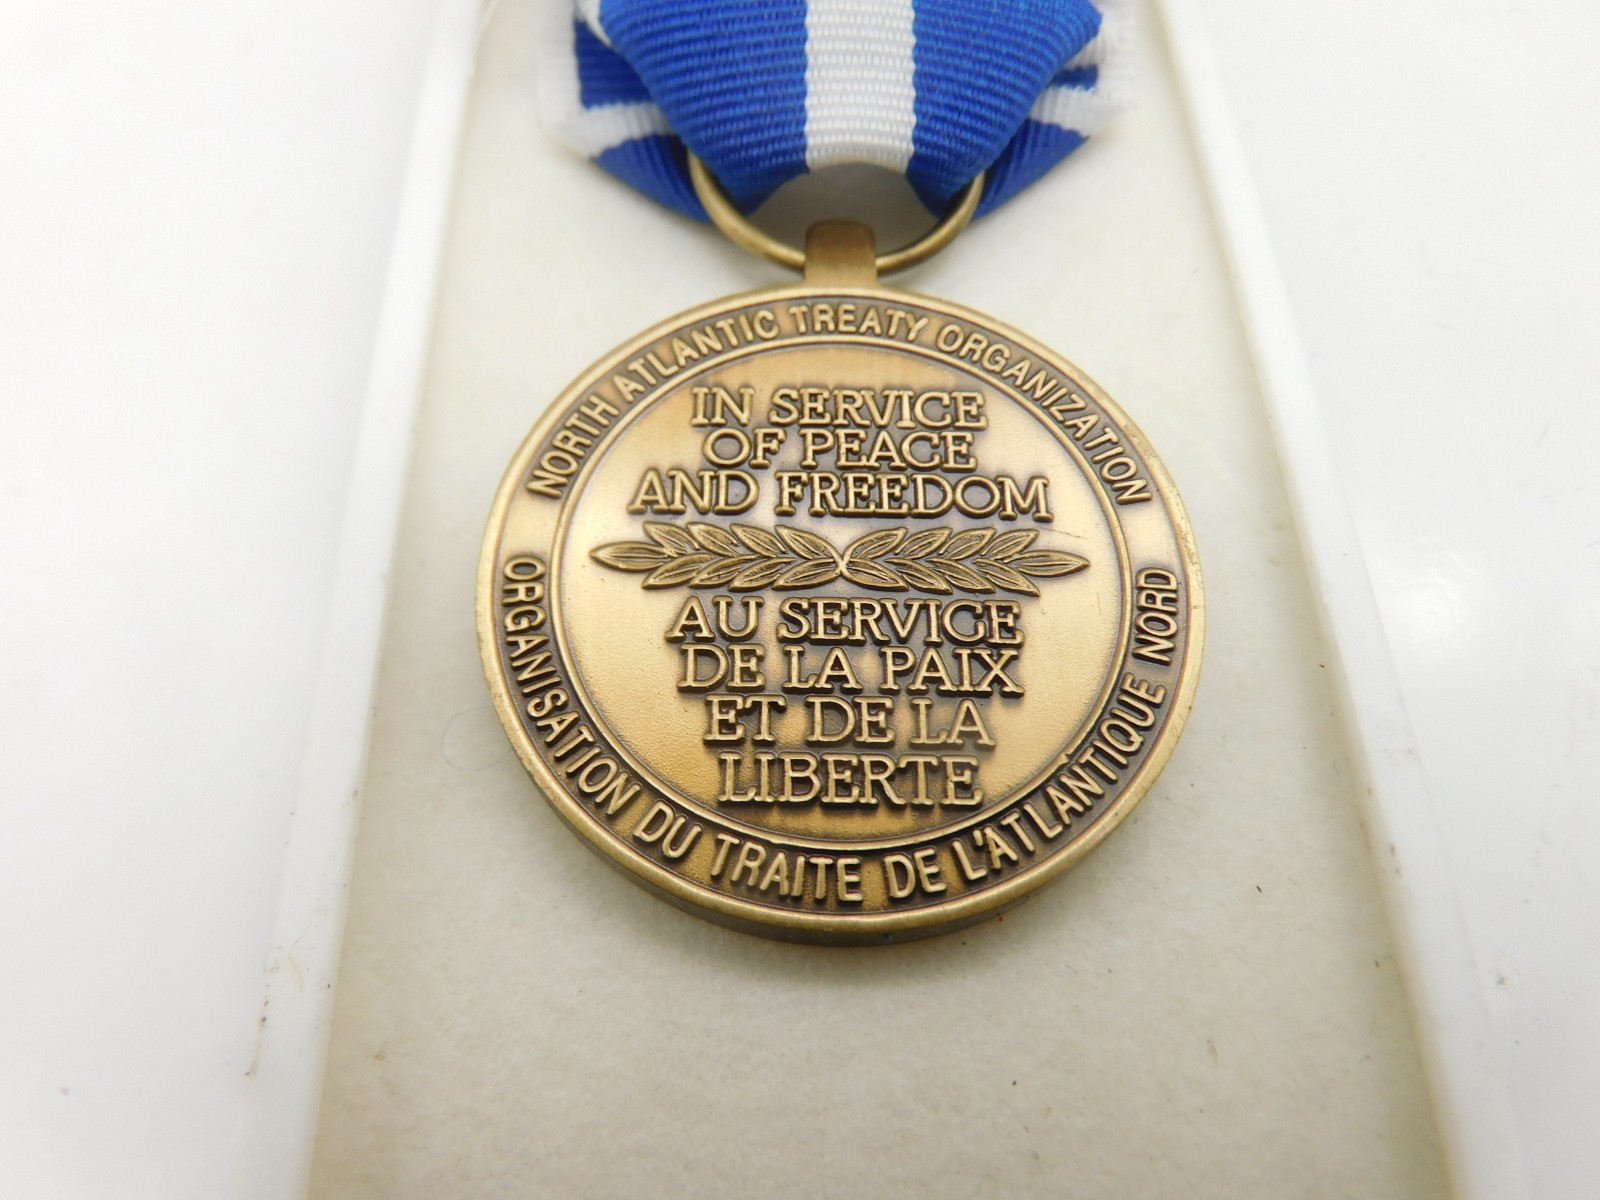 NORTH ATLANTIC TREATY ORGANIZATION
IN SERVICE
OF PEACE
AND FREEDOM
AU SERVICE
DE LA PAIX
ET DE LA
LIBERTE
ORGANISATION DU TRAITE DE L'ATLANTIQUE NORD